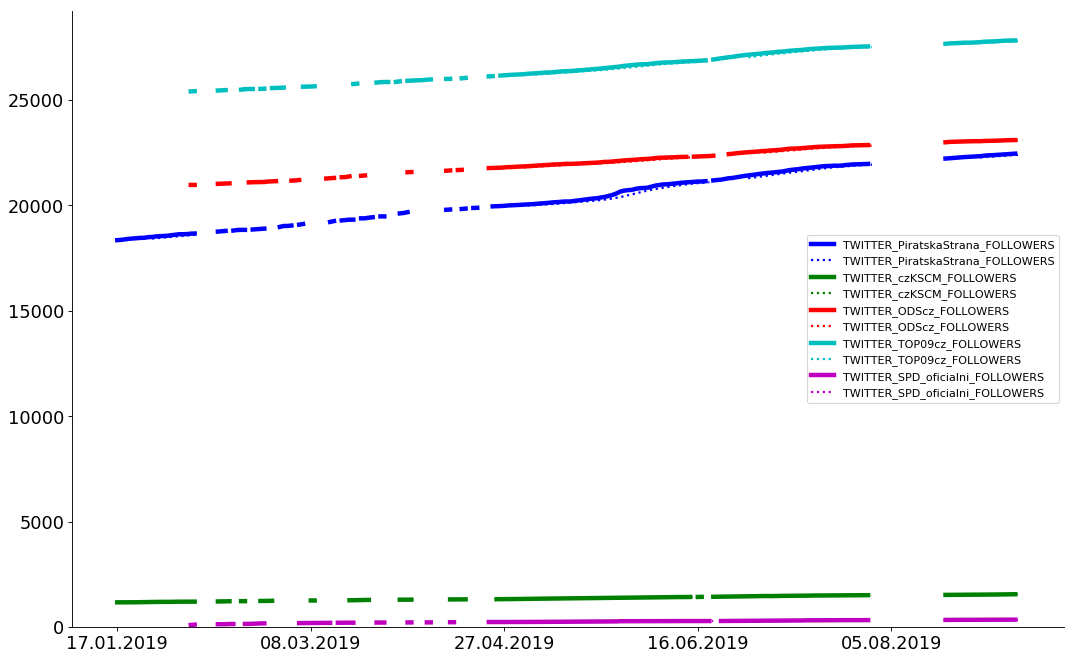 25000
20000
15000
10000
5000
0
17.01.2019 08.03.2019 27.04.2019 16.06.2019 05.08.2019
TWITTER_PiratskaStrana_FOLLOWERS
TWITTER_PiratskaStrana_FOLLOWERS
TWITTER_czKSCM_FOLLOWERS
TWITTER_czKSCM_FOLLOWERS
TWITTER_ODScz_FOLLOWERS
TWITTER_ODScz_FOLLOWERS
TWITTER_TOP09cz_FOLLOWERS
TWITTER_TOP09cz_FOLLOWERS
TWITTER_SPD_oficialni_FOLLOWERS
TWITTER_SPD_oficialni_FOLLOWERS